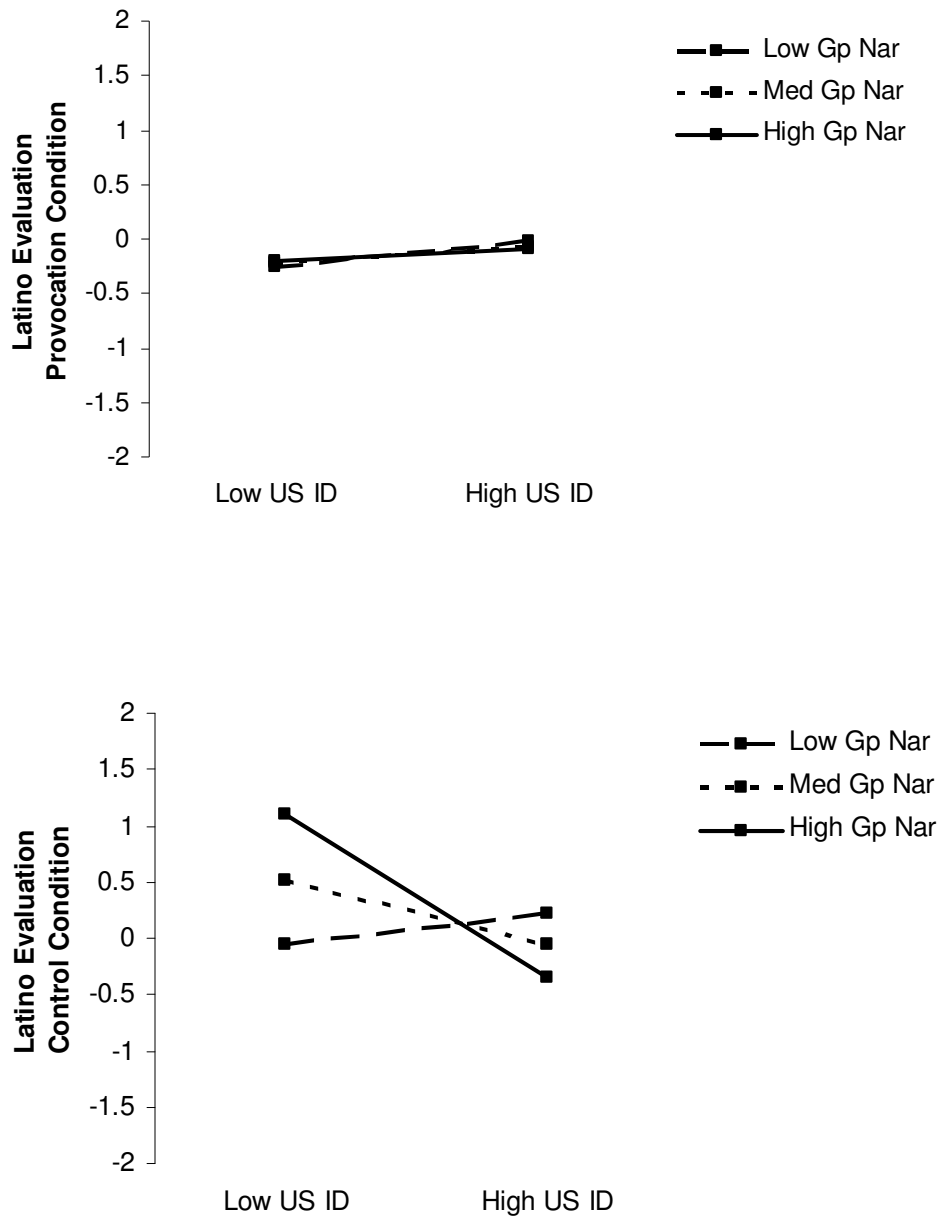 2
1.5
1
0.5
0
-0.5
-1
-1.5
-2
Latino Evaluation
Provocation Condition
Low US ID
High US ID
Low Gp Nar
Med Gp Nar
High Gp Nar
2
1.5
1
0.5
0
-0.5
-1
-1.5
-2
Latino Evaluation
Control Condition
Low US ID
High US ID
Low Gp Nar
Med Gp Nar
High Gp Nar